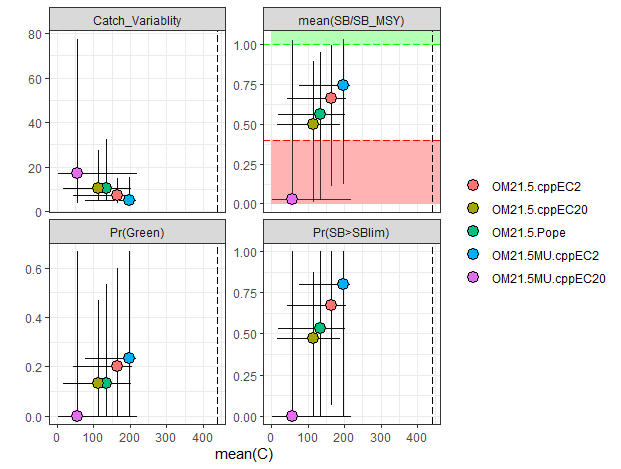 Catch_Variablity
mean(SB/SB_MSY)
80
60
40
20
0
1.00
0.75
0.50
0.25
0.00
Pr(Green)
Pr(SB>SBlim)
0.6
0.4
0.2
0.0
1.00
0.75
0.50
0.25
0.00
0 100 200 300 400
0 100 200 300 400
mean(C)
OM21.5.cppEC2
OM21.5.cppEC20
OM21.5.Pope
OM21.5MU.cppEC2
OM21.5MU.cppEC20